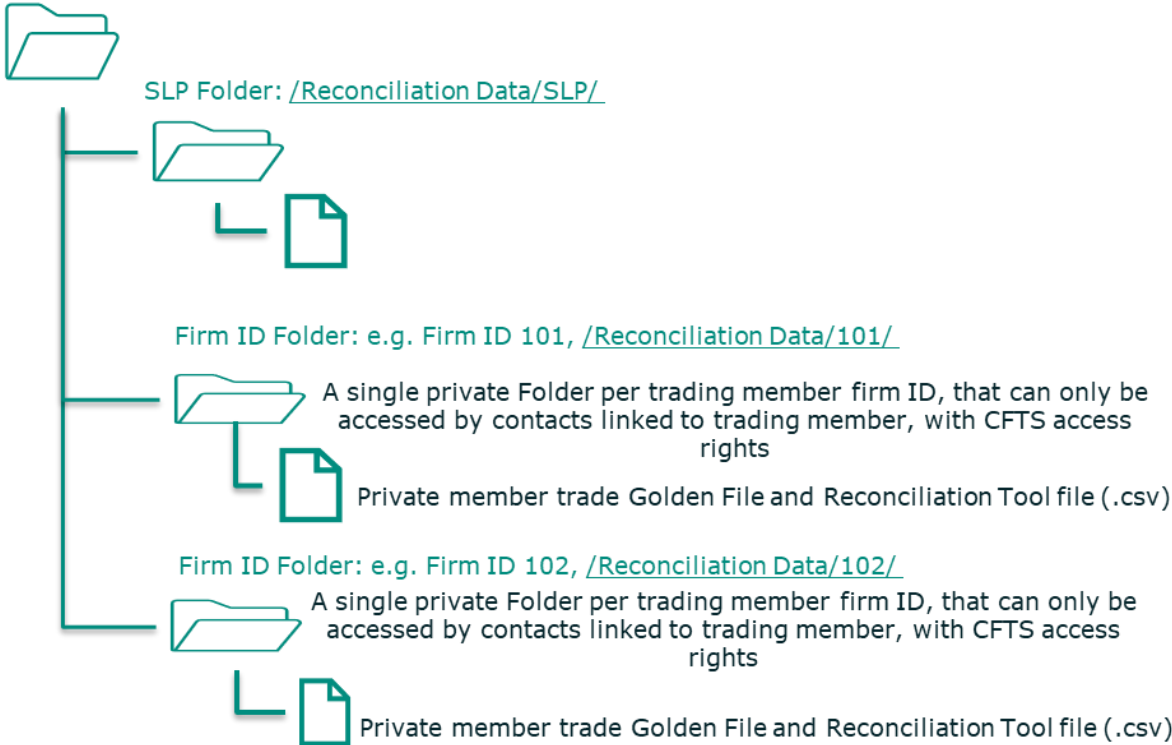 SLP Folder: /Reconciliation Data/SLP/
Firm ID Folder: e.g. Firm ID 101, /Reconciliation Data/101/
A single private Folder per trading member firm ID, that can only be
accessed by contacts linked to trading member, with CFTS access
rights
Private member trade Golden File and Reconciliation Tool file (.csv)
Firm ID Folder: e.g. Firm ID 102, /Reconciliation Data/102/
A single private Folder per trading member firm ID, that can only be
accessed by contacts linked to trading member, with CFTS access
rights
Private member trade Golden File and Reconciliation Tool file (.csv)